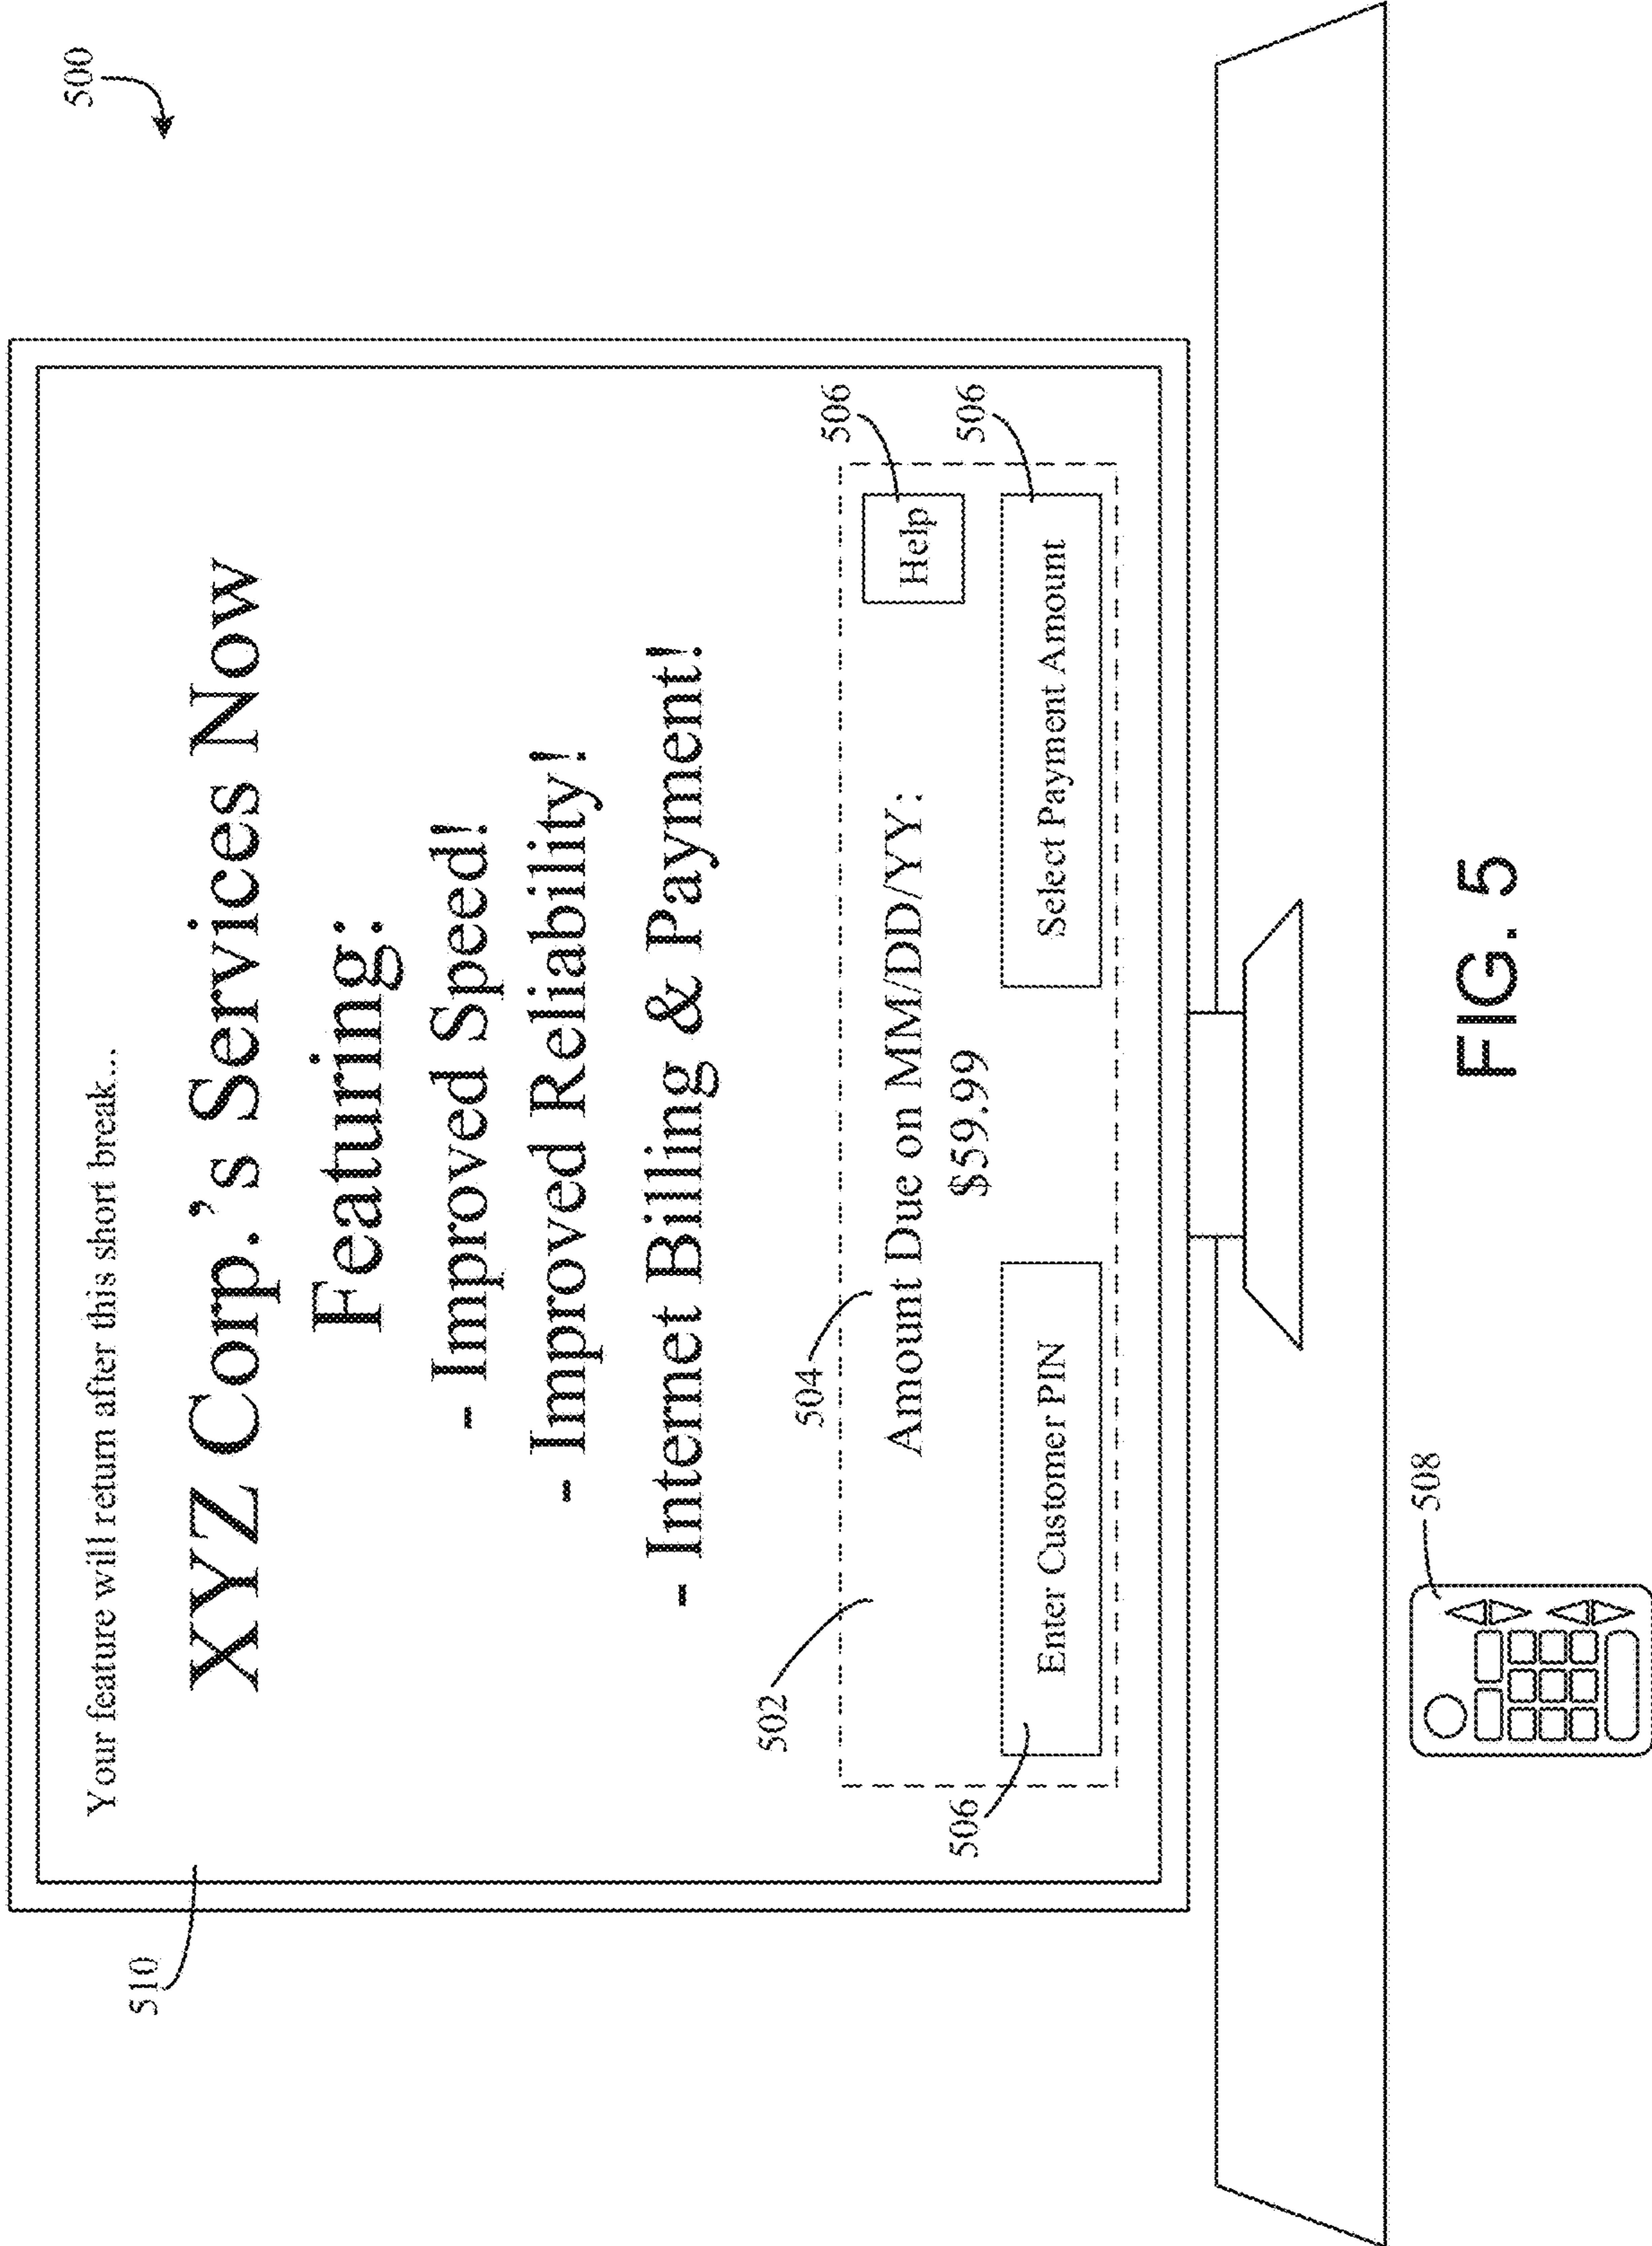 500
510
Your feature will return after this short break...
XYZ Corp.'s Services Now
Featuring:
- Improved Speed!
- Improved Reliability!
- Internet Billing & Payment!
502
504
506
Amount Due on MM/DD/YY:
$59.99
Help
506
506
Enter Customer PIN
Select Payment Amount
508
FIG. 5